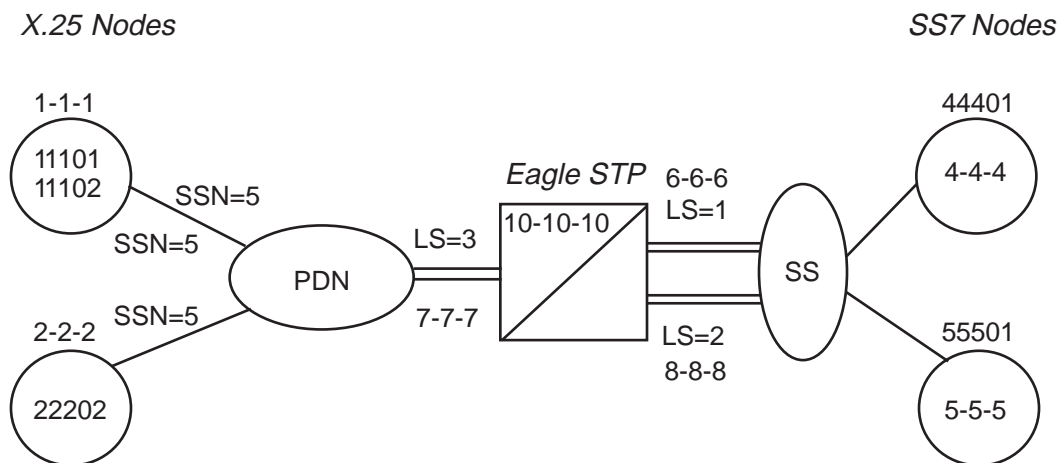 X.25 Nodes
SS7 Nodes
1-1-1
11101
11102
SSN=5
SSN=5
SSN=5
2-2-2
22202
PDN
LS=3
7-7-7
Eagle STP
10-10-10
6-6-6
LS=1
LS=2
8-8-8
SS
44401
4-4-4
55501
5-5-5